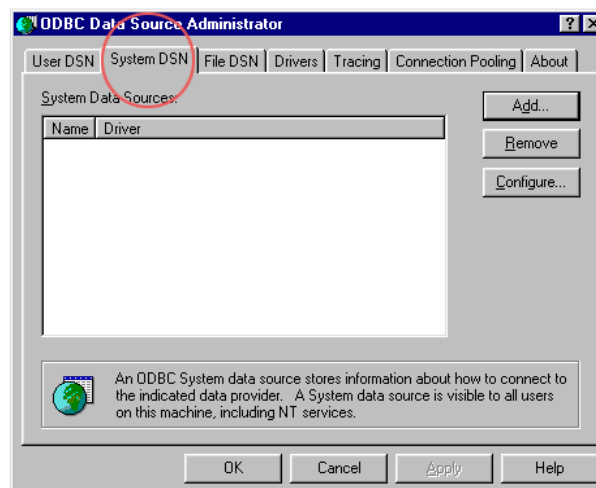 ODBC Data Source Administrator
User DSN System DSN File DSN Drivers Tracing Connection Pooling About
System Data Sources:
Add...
Name Driver
Remove
Configure...
An ODBC System data source stores information about how to connect to
the indicated data provider. A System data source is visible to all users
on this machine, including NT services.
OK Cancel Apply Help